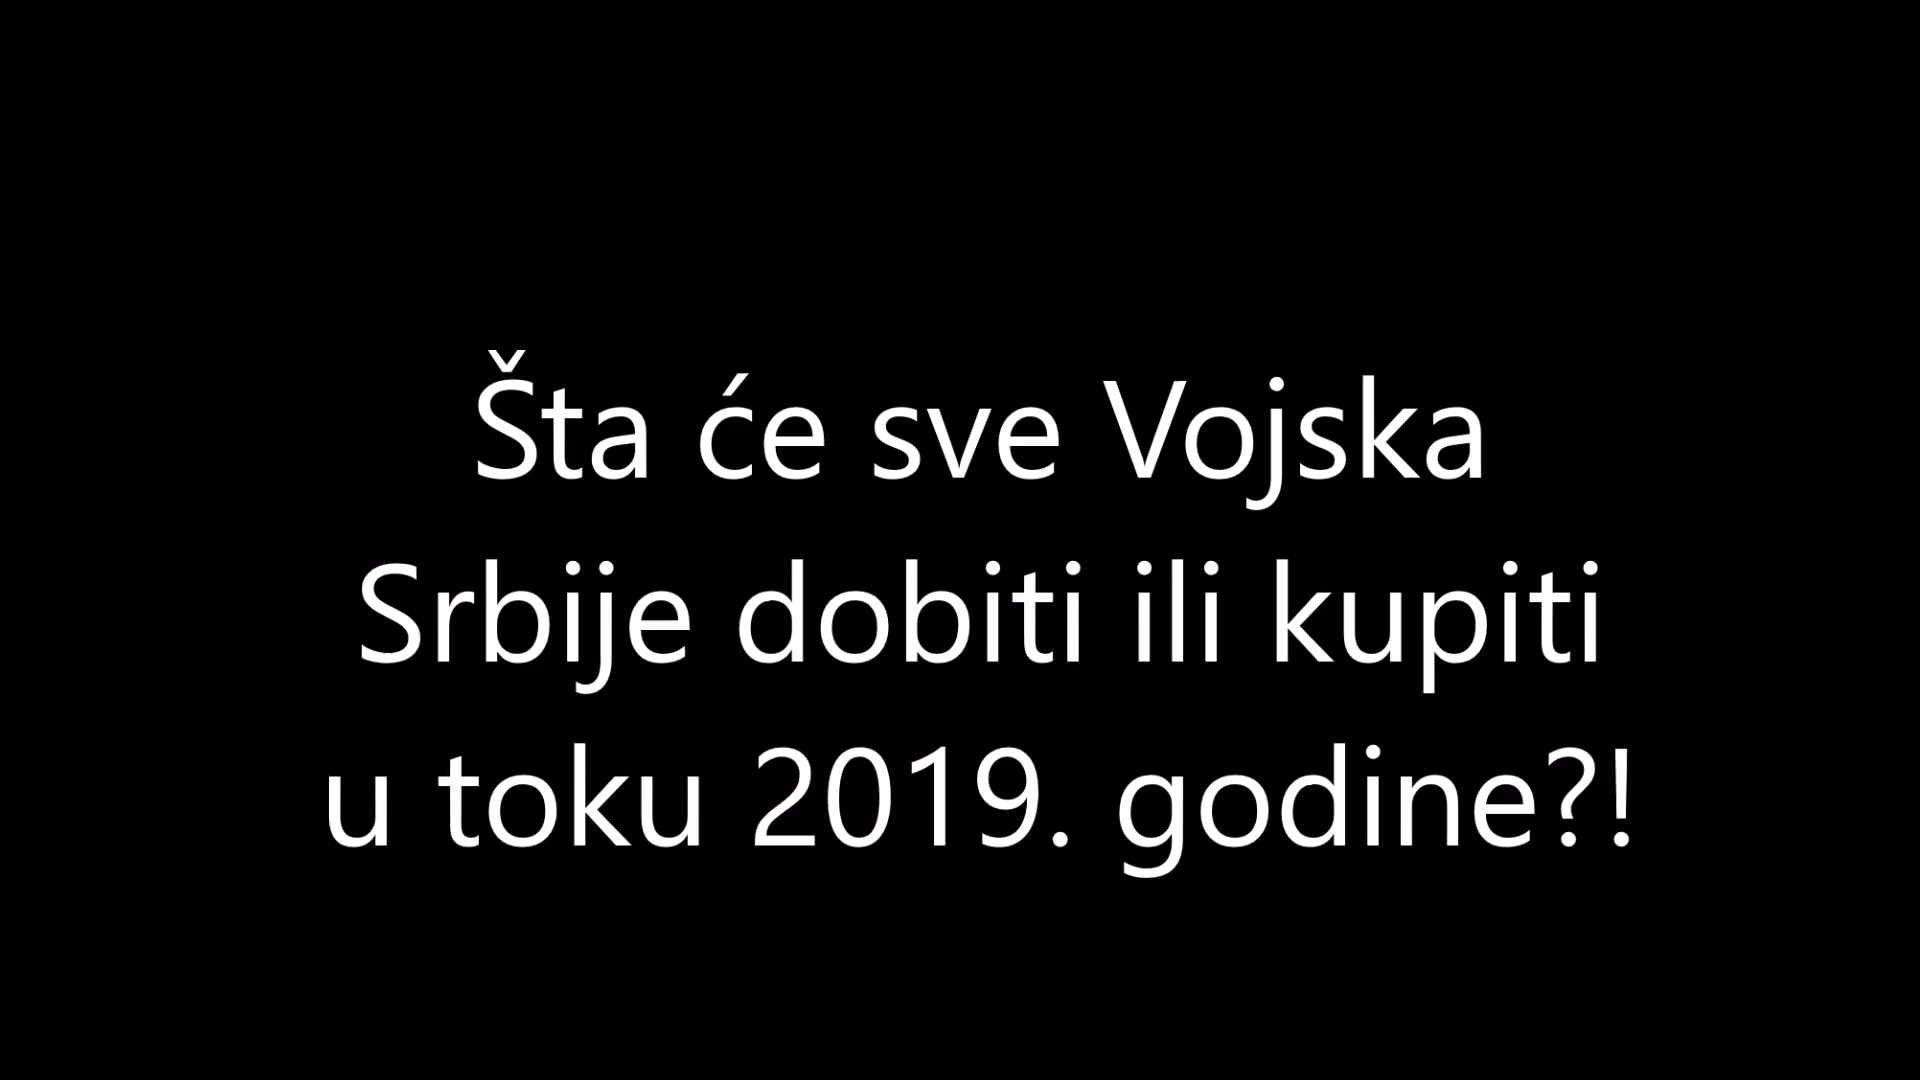 Šta će sve Vojska
Srbije dobiti ili kupiti
u toku 2019. godine?!